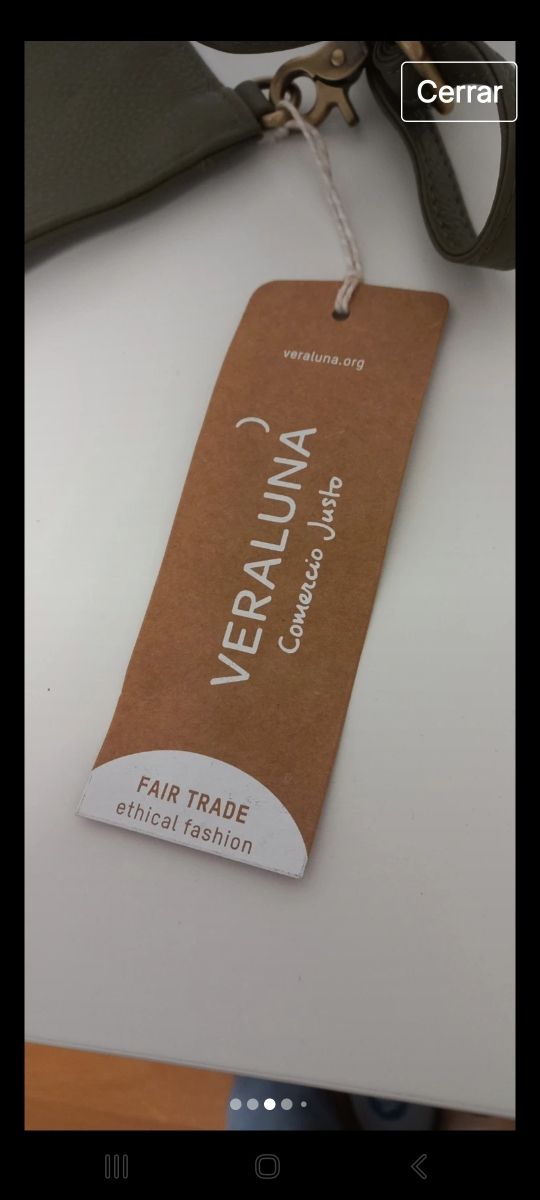 Cerrar
veraluna.org
VERALUNA
Comercio Justo
FAIR TRADE
ethical fashion